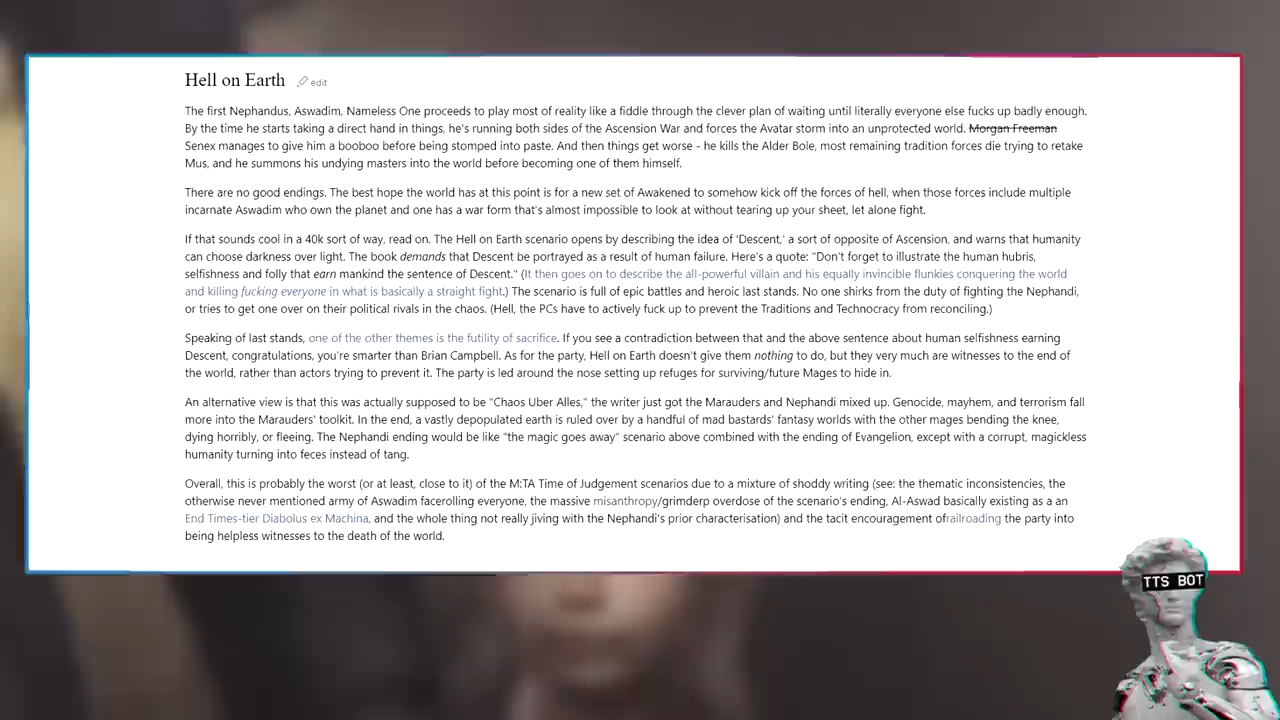 Hell on Earth edit
The first Nephandus, Aswadim, Nameless One proceeds to play most of reality like a fiddle through the clever plan of waiting until literally everyone else fucks up badly enough.
By the time he starts taking a direct hand in things, he's running both sides of the Ascension War and forces the Avatar storm into an unprotected world. Morgan Freeman
Senex manages to give him a booboo before being stomped into paste. And then things get worse - he kills the Alder Bole, most remaining tradition forces die trying to retake
Mus, and he summons his undying masters into the world before becoming one of them himself.
There are no good endings. The best hope the world has at this point is for a new set of Awakened to somehow kick off the forces of hell, when those forces include multiple
incarnate Aswadim who own the planet and one has a war form that's almost impossible to look at without tearing up your sheet, let alone fight.
If that sounds cool in a 40k sort of way, read on. The Hell on Earth scenario opens by describing the idea of 'Descent,' a sort of opposite of Ascension, and warns that humanity
can choose darkness over light. The book demands that Descent be portrayed as a result of human failure. Here's a quote: "Don't forget to illustrate the human hubris,
selfishness and folly that earn mankind the sentence of Descent." (It then goes on to describe the all-powerful villain and his equally invincible flunkies conquering the world
and killing fucking everyone in what is basically a straight fight.) The scenario is full of epic battles and heroic last stands. No one shirks from the duty of fighting the Nephandi,
or tries to get one over on their political rivals in the chaos. (Hell, the PCs have to actively fuck up to prevent the Traditions and Technocracy from reconciling.)
Speaking of last stands, one of the other themes is the futility of sacrifice. If you see a contradiction between that and the above sentence about human selfishness earning
Descent, congratulations, you're smarter than Brian Campbell. As for the party, Hell on Earth doesn't give them nothing to do, but they very much are witnesses to the end of
the world, rather than actors trying to prevent it. The party is led around the nose setting up refuges for surviving/future Mages to hide in.
An alternative view is that this was actually supposed to be "Chaos Uber Alles," the writer just got the Marauders and Nephandi mixed up. Genocide, mayhem, and terrorism fall
more into the Marauders' toolkit. In the end, a vastly depopulated earth is ruled over by a handful of mad bastards' fantasy worlds with the other mages bending the knee,
dying horribly, or fleeing. The Nephandi ending would be like "the magic goes away" scenario above combined with the ending of Evangelion, except with a corrupt, magickless
humanity turning into feces instead of tang.
Overall, this is probably the worst (or at least, close to it) of the M:TA Time of Judgement scenarios due to a mixture of shoddy writing (see: the thematic inconsistencies, the
otherwise never mentioned army of Aswadim facerolling everyone, the massive misanthropy/grimderp overdose of the scenario's ending, Al-Aswad basically existing as a an
End Times-tier Diabolus ex Machina, and the whole thing not really jiving with the Nephandi's prior characterisation) and the tacit encouragement ofrailroading the party into
being helpless witnesses to the death of the world.
TTS BOT